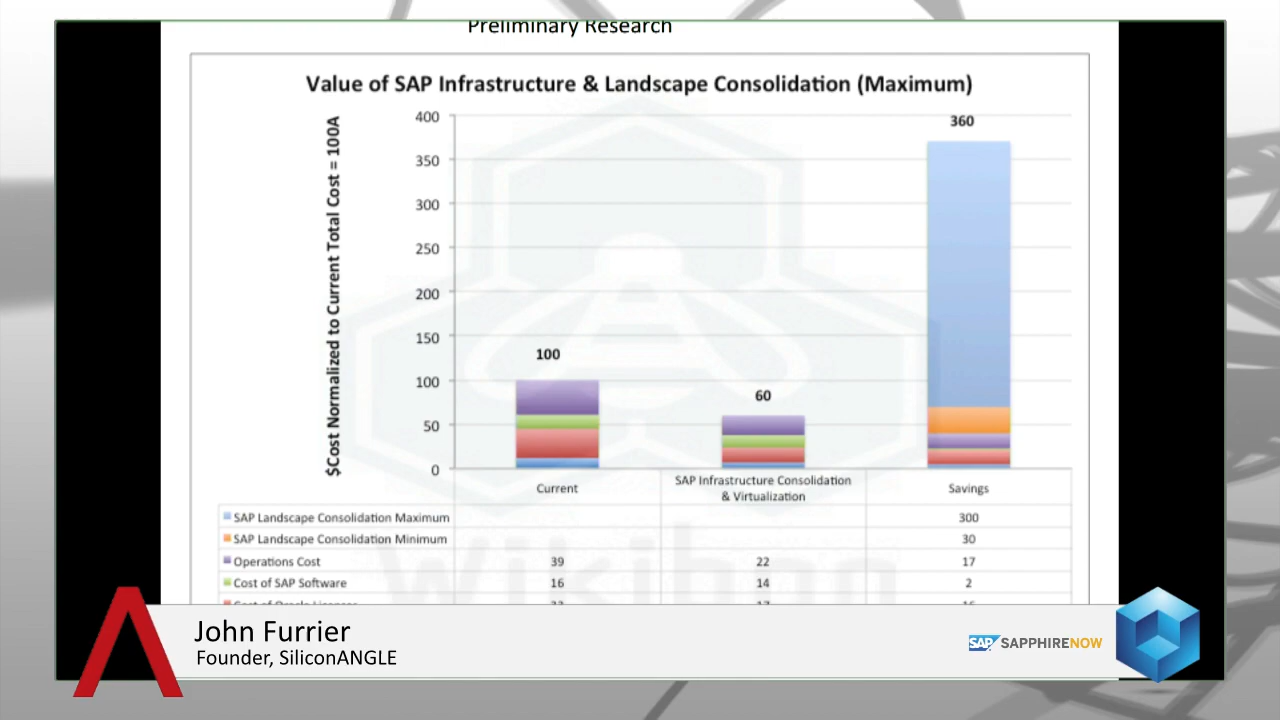 Preliminary Research
Value of SAP Infrastructure & Landscape Consolidation (Maximum)
$Cost Normalized to Current Total Cost = 100A
400
350
300
250
200
150
100
50
0
100
60
360
Current
SAP Infrastructure Consolidation
& Virtualization
Savings
SAP Landscape Consolidation Maximum 300
SAP Landscape Consolidation Minimum 30
Operations Cost 39 22 17
Cost of SAP Software 16 14 2
Wikibon
John Furrier
Founder, SiliconANGLE
SAP SAPPHIRENOW